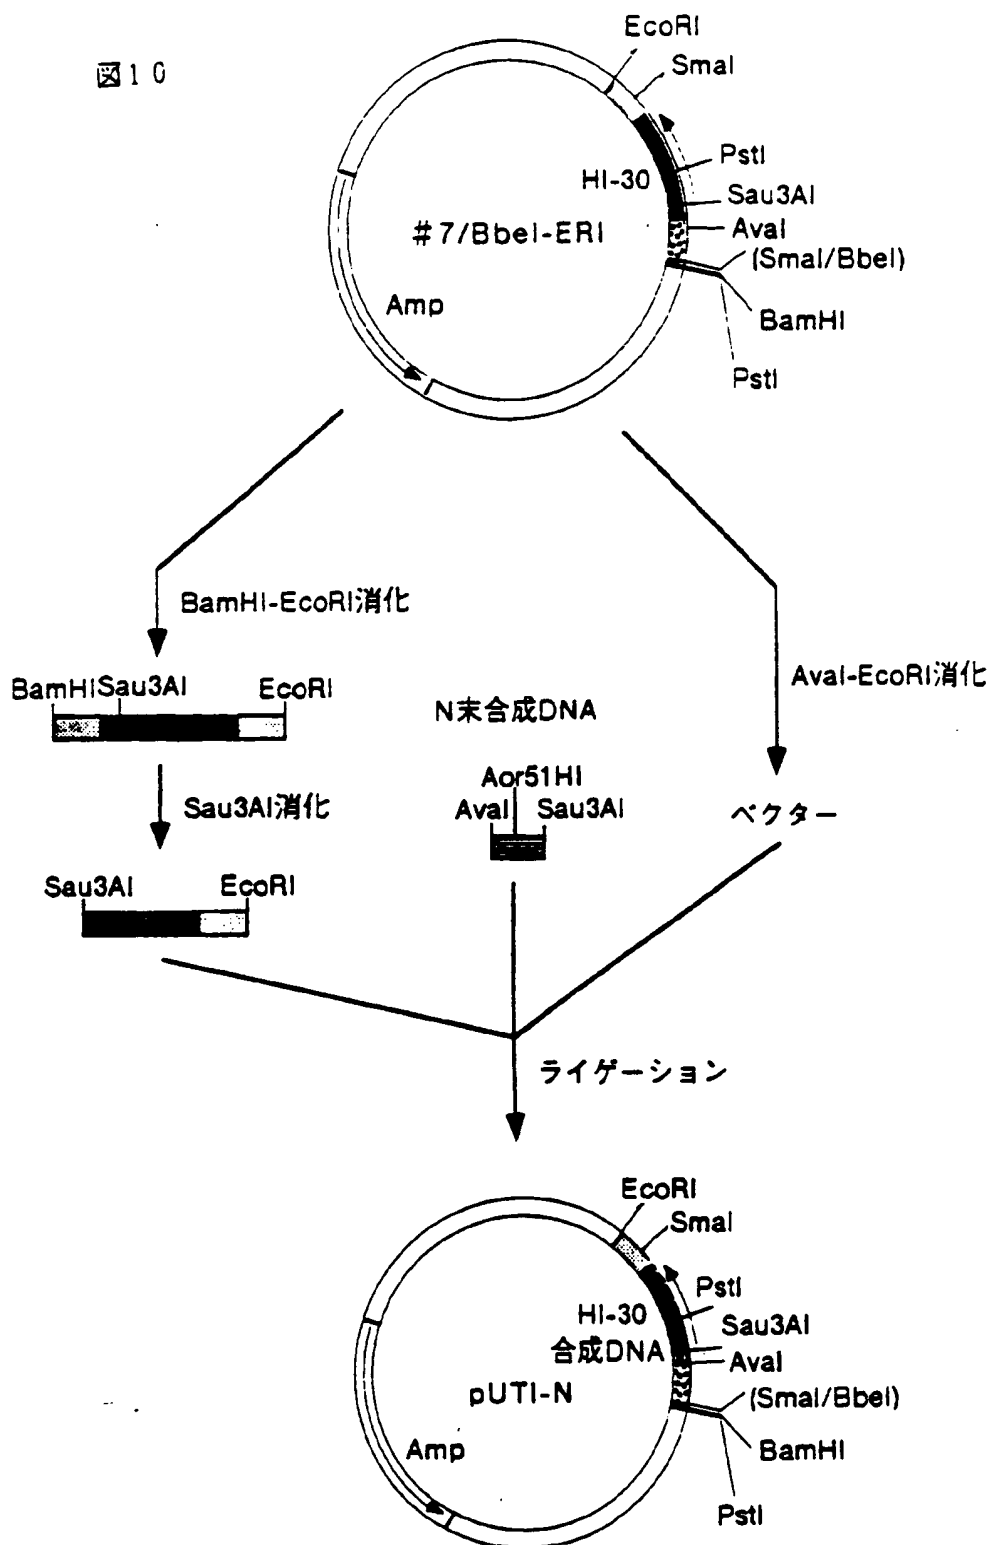 図10
EcoRI
SmaI
PstI
HI-30
Sau3AI
AvaI
#7/BbeI-ERI
(SmaI/BbeI)
Amp
BamHI
PstI
BamHI-EcoRI消化
AvaI-EcoRI消化
BamHI Sau3AI EcoRI
N末合成DNA
Sau3AI消化
Aor51HI
AvaI Sau3AI
ベクター
Sau3AI EcoRI
ライゲーション
EcoRI
SmaI
PstI
HI-30
Sau3AI
合成DNA
AvaI
pUTI-N
(SmaI/BbeI)
Amp
BamHI
PstI